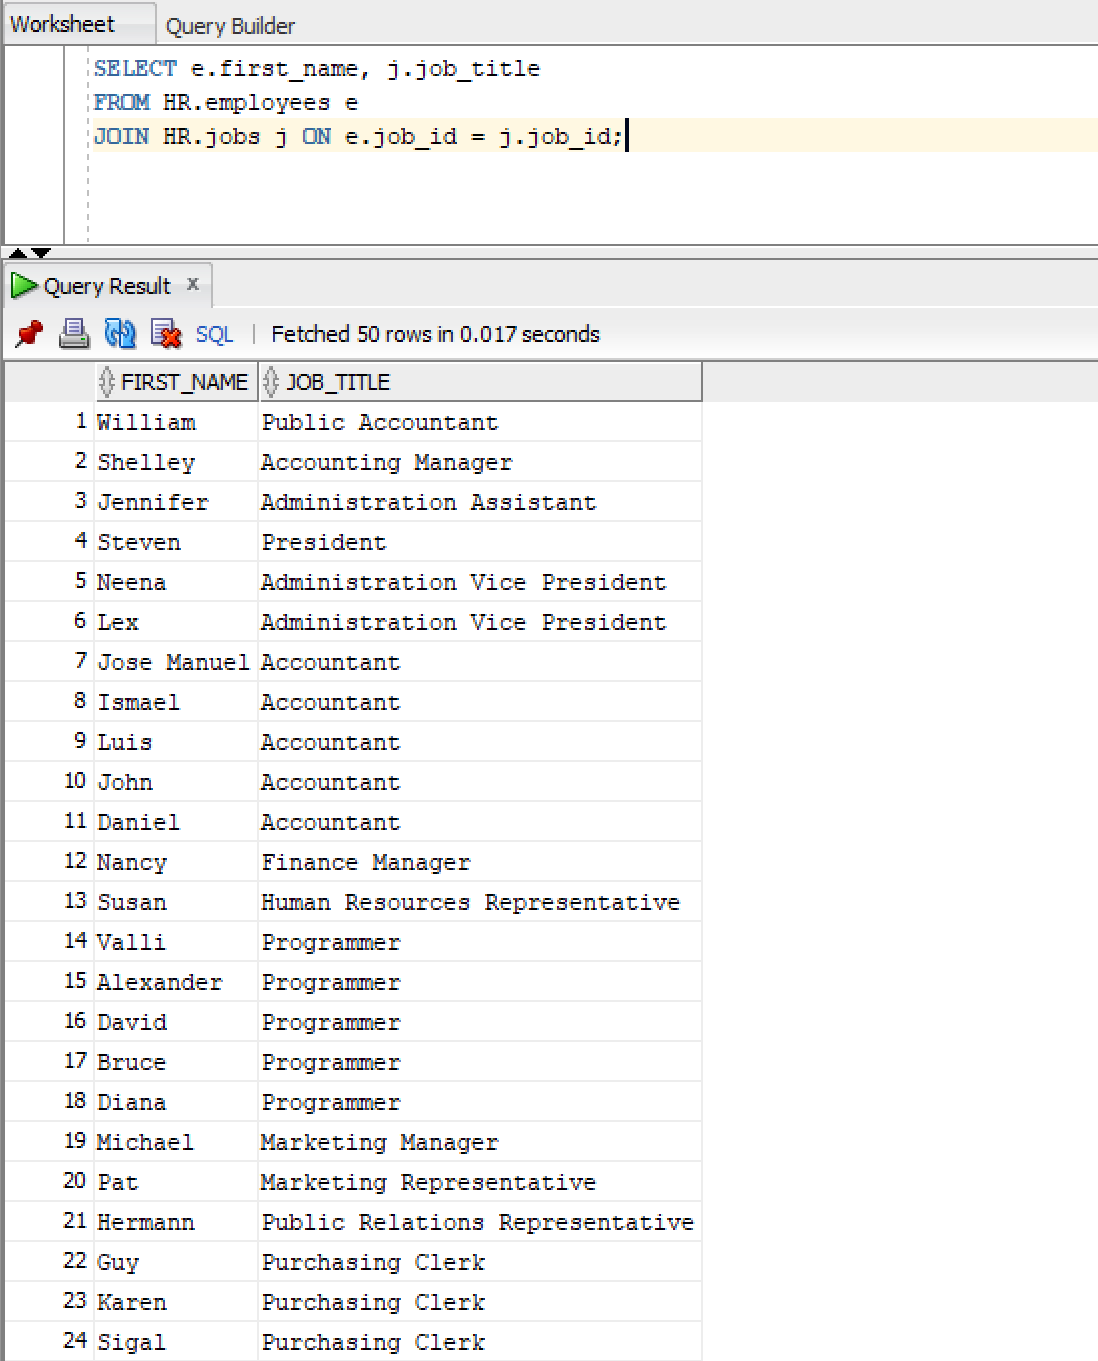 Worksheet Query Builder
SELECT e.first_name, j.job_title
FROM HR.employees e
JOIN HR.jobs j ON e.job_id = j.job_id;
Query Result x
SQL | Fetched 50 rows in 0.017 seconds
FIRST_NAME JOB_TITLE
1 William Public Accountant
2 Shelley Accounting Manager
3 Jennifer Administration Assistant
4 Steven President
5 Neena Administration Vice President
6 Lex Administration Vice President
7 Jose Manuel Accountant
8 Ismael Accountant
9 Luis Accountant
10 John Accountant
11 Daniel Accountant
12 Nancy Finance Manager
13 Susan Human Resources Representative
14 Valli Programmer
15 Alexander Programmer
16 David Programmer
17 Bruce Programmer
18 Diana Programmer
19 Michael Marketing Manager
20 Pat Marketing Representative
21 Hermann Public Relations Representative
22 Guy Purchasing Clerk
23 Karen Purchasing Clerk
24 Sigal Purchasing Clerk